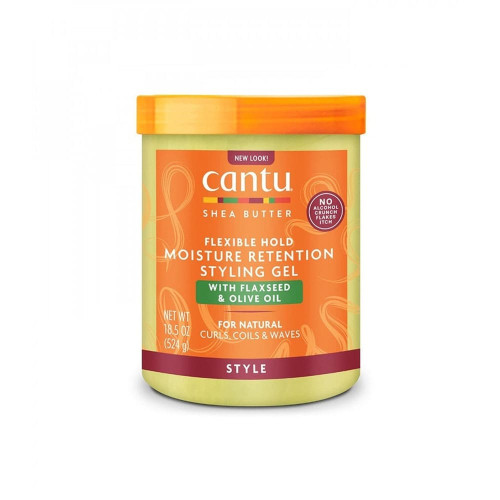 NEW LOOK!
cantu
SHEA BUTTER
NO
ALCOHOL
CRUNCH
FLAKES
ITCH
FLEXIBLE HOLD
MOISTURE RETENTION
STYLING GEL
WITH FLAXSEED
& OLIVE OIL
NET WT
18.5 OZ
(524 g)
FOR NATURAL
CURLS, COILS & WAVES
STYLE